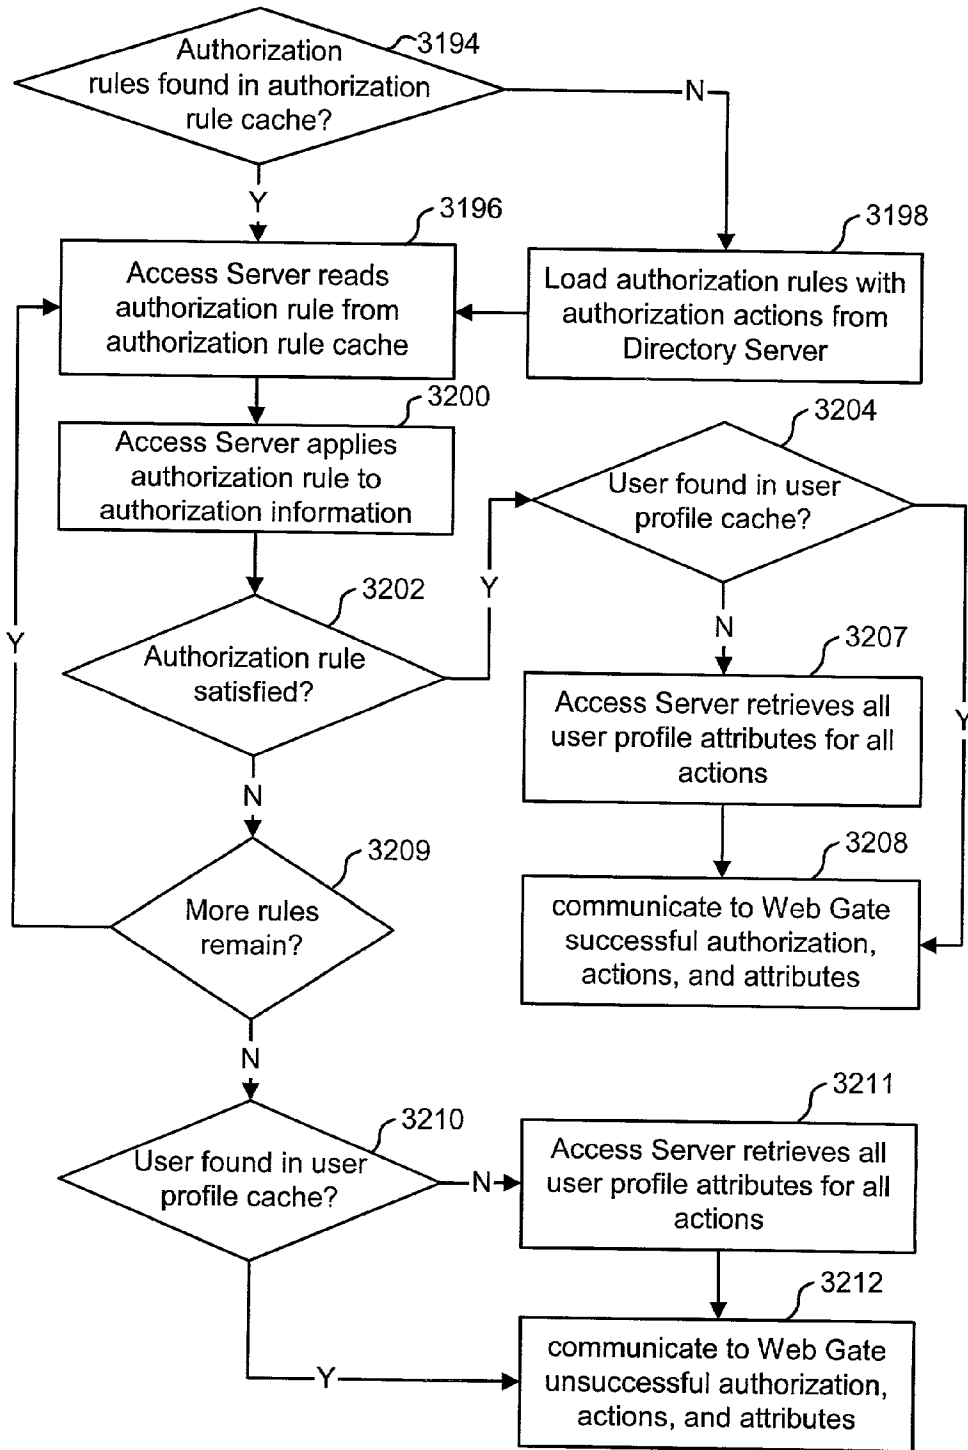 Authorization
rules found in authorization
rule cache?
3194
N
Y
3196
Access Server reads
authorization rule from
authorization rule cache
3198
Load authorization rules with
authorization actions from
Directory Server
3200
Access Server applies
authorization rule to
authorization information
3204
User found in user
profile cache?
3202
Authorization rule
satisfied?
Y
Y
N
Y
3207
Access Server retrieves all
user profile attributes for all
actions
N
3209
More rules
remain?
3208
communicate to Web Gate
successful authorization,
actions, and attributes
N
3210
User found in user
profile cache?
N
3211
Access Server retrieves all
user profile attributes for all
actions
Y
3212
communicate to Web Gate
unsuccessful authorization,
actions, and attributes